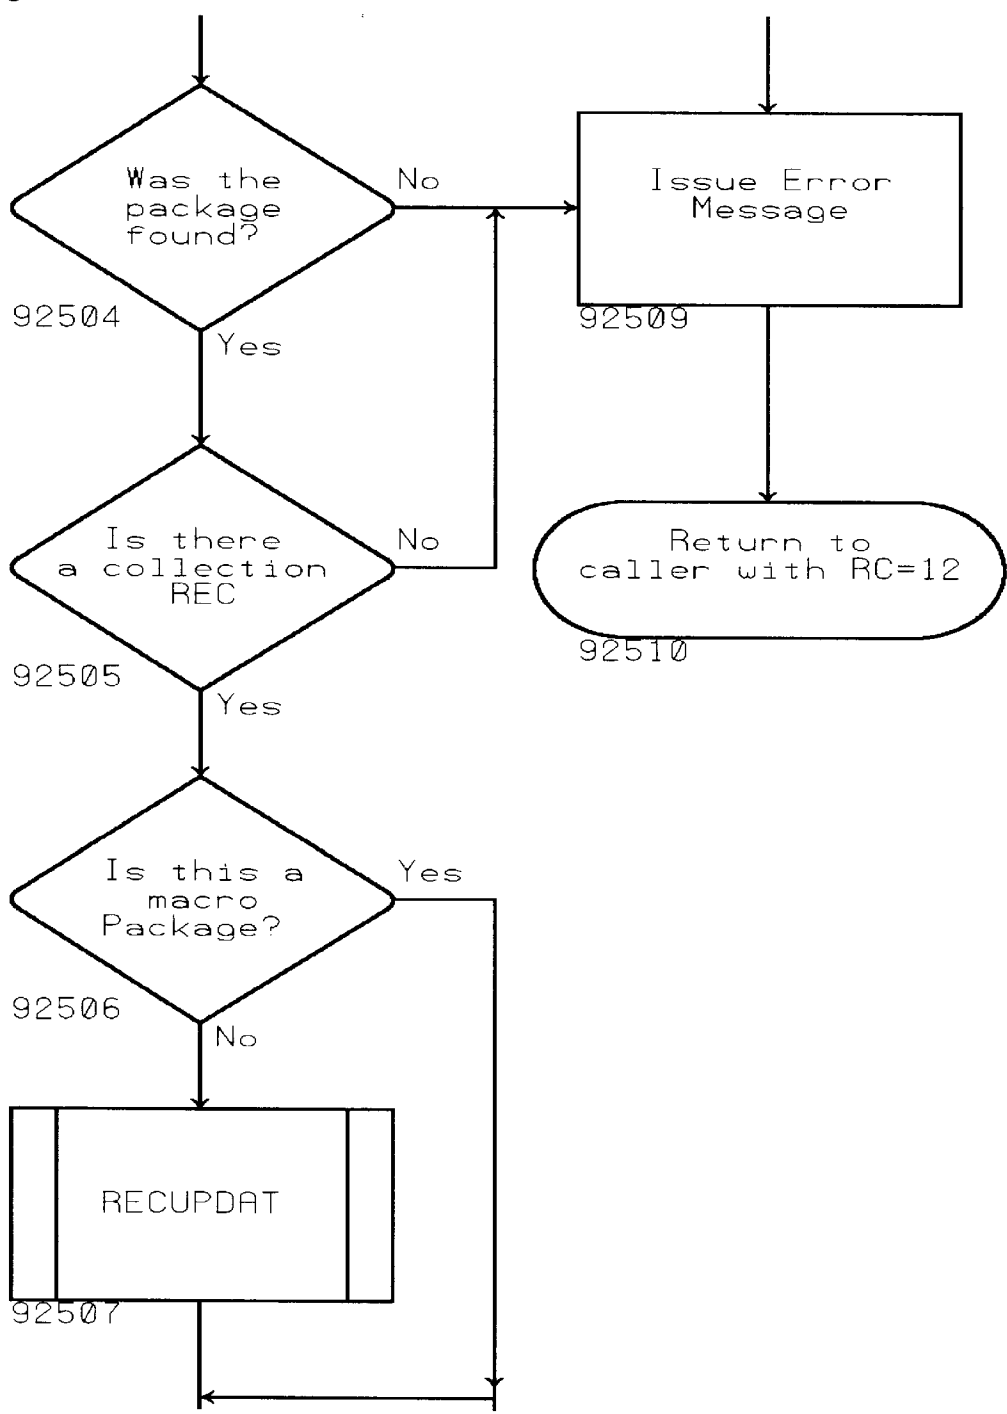 Was the
package
found?
No
92504
Yes
Issue Error
Message
92509
Is there
a collection
REC
No
92505
Yes
Return to
caller with RC=12
92510
Is this a
macro
Package?
Yes
92506
No
RECUPDAT
92507